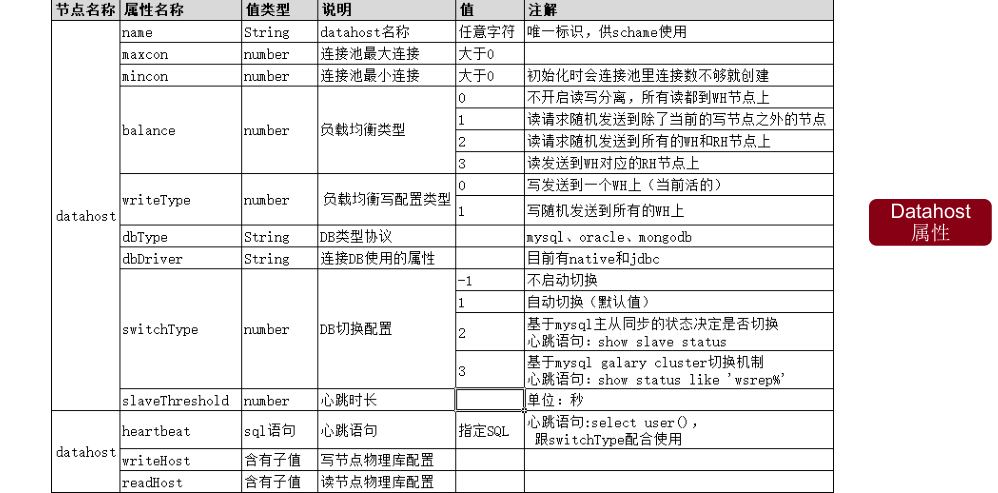 节点名称 属性名称 值类型 说明 值 注解
datahost
name String datahost名称 任意字符 唯一标识，供schame使用
maxcon number 连接池最大连接 大于0
mincon number 连接池最小连接 大于0 初始化时会连接池里连接数不够就创建
balance number 负载均衡类型
0 不开启读写分离，所有读都到WH节点上
1 读请求随机发送到除了当前的写节点之外的节点
2 读请求随机发送到所有的WH和RH节点上
3 读发送到WH对应的RH节点上
writeType number 负载均衡写配置类型
0 写发送到一个WH上（当前活的）
1 写随机发送到所有的WH上
dbType String DB类型协议 mysql、oracle、mongodb
dbDriver String 连接DB使用的属性 目前有native和jdbc
switchType number DB切换配置
-1 不启动切换
1 自动切换（默认值）
2 基于mysql主从同步的状态决定是否切换
心跳语句：show slave status
3 基于mysql galary cluster切换机制
心跳语句：show status like 'wsrep%'
slaveThreshold number 心跳时长 单位：秒
datahost
heartbeat sql语句 心跳语句 指定SQL 心跳语句:select user()，
跟switchType配合使用
writeHost 含有子值 写节点物理库配置
readHost 含有子值 读节点物理库配置
Datahost
属性